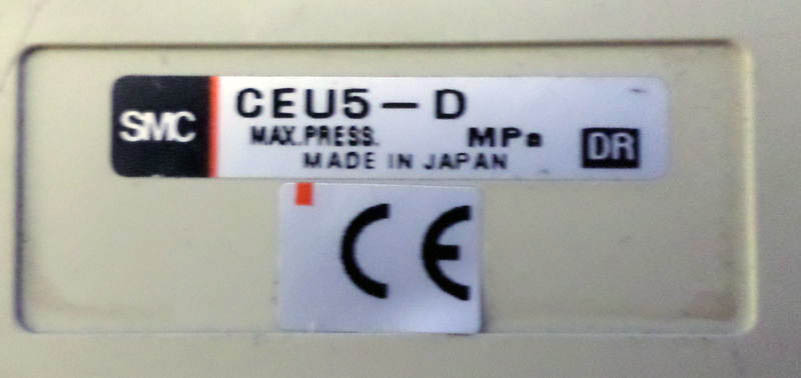 SMC
CEU5-D
MAX.PRESS. MPa
MADE IN JAPAN
DR
CE